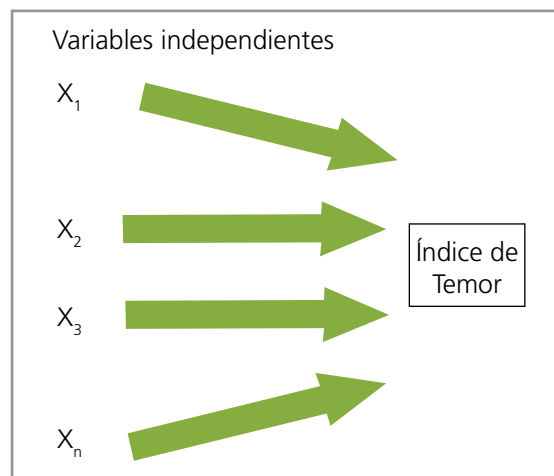 Variables independientes
X₁
X₂
X₃
Xₙ
Índice de
Temor